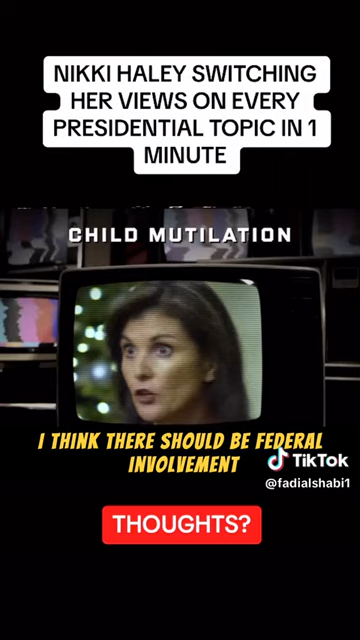 NIKKI HALEY SWITCHING
HER VIEWS ON EVERY
PRESIDENTIAL TOPIC IN 1
MINUTE
CHILD MUTILATION
I THINK THERE SHOULD BE FEDERAL
INVOLVEMENT
TikTok
@fadialshabi1
THOUGHTS?